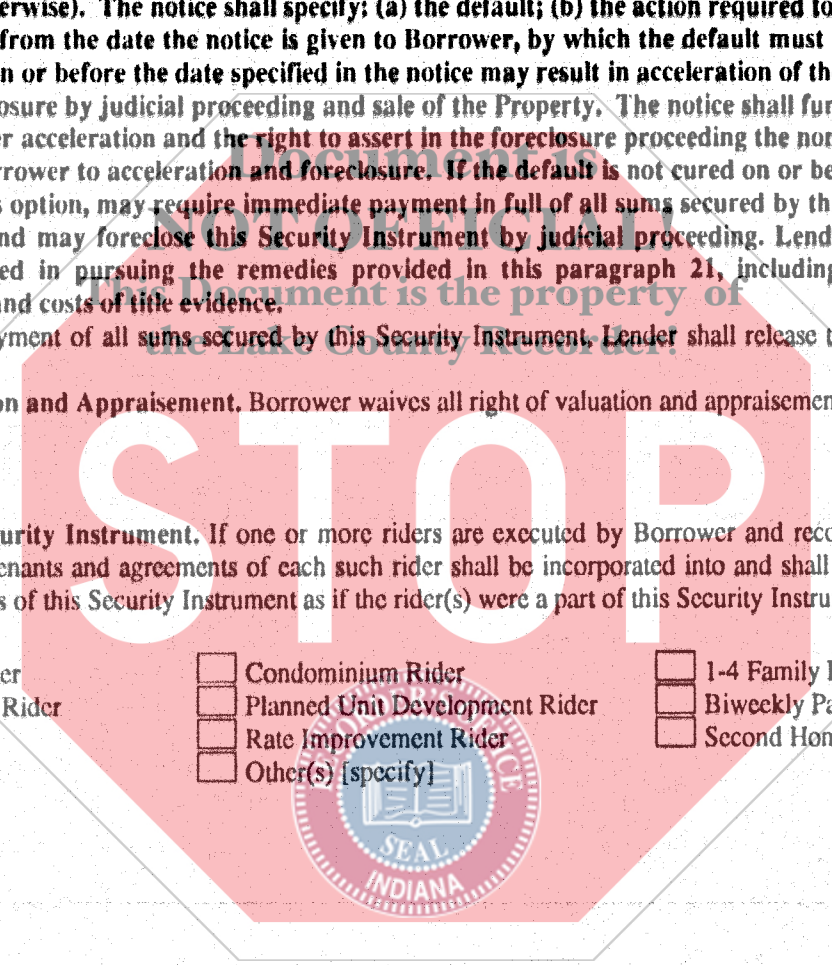 erwise). The notice shall specify; (a) the default; (b) the action required to
from the date the notice is given to Borrower, by which the default must
n or before the date specified in the notice may result in acceleration of th
osure by judicial proceeding and sale of the Property. The notice shall fur
er acceleration and the right to assert in the foreclosure proceeding the nor
Document is
rrower to acceleration and foreclosure. If the default is not cured on or be
s option, may require immediate payment in full of all sums secured by th
NOT OFFICIAL!
nd may foreclose this Security Instrument by judicial proceeding. Lend
ed in pursuing the remedies provided in this paragraph 21, including
This Document is the property of
and costs of title evidence.
yment of all sums secured by this Security Instrument, Lender shall release t
the Lake County Recorder!
on and Appraisement. Borrower waives all right of valuation and appraisemen
STOP
urity Instrument. If one or more riders are executed by Borrower and reco
enants and agreements of each such rider shall be incorporated into and shall
s of this Security Instrument as if the rider(s) were a part of this Security Instru
er Condominium Rider 1-4 Family
Rider Planned Unit Development Rider Biweekly Pa
Rate Improvement Rider Second Hon
Other(s) [specify]
RECORDER'S OFFICE
SEAL
INDIANA